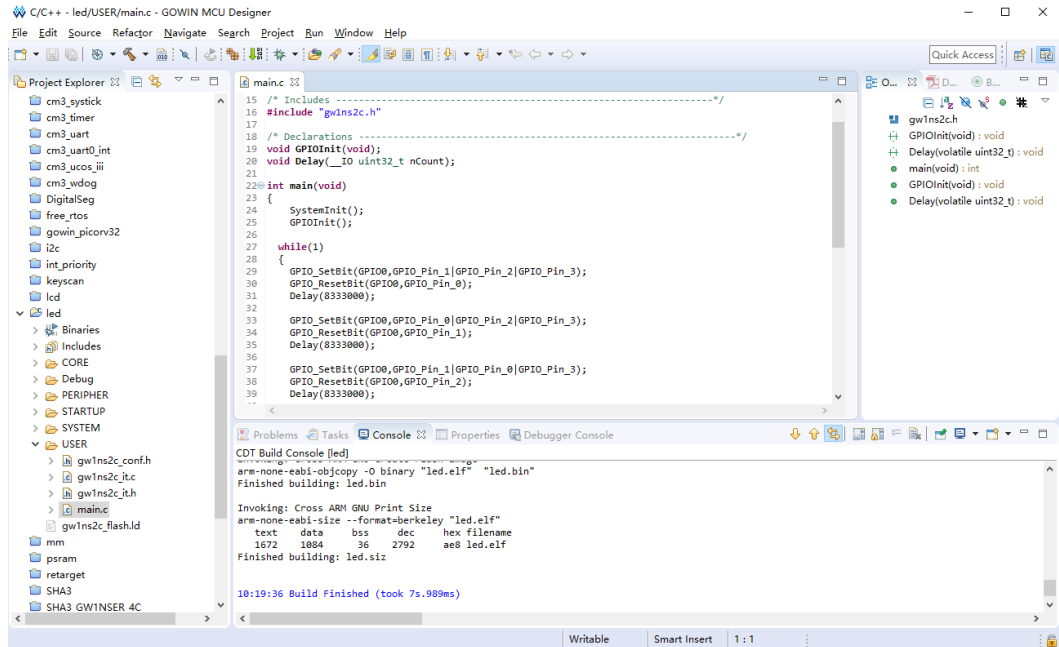 C/C++ - led/USER/main.c - GOWIN MCU Designer
File Edit Source Refactor Navigate Search Project Run Window Help
Quick Access
Project Explorer
cm3_systick
cm3_timer
cm3_uart
cm3_uart0_int
cm3_ucos_iii
cm3_wdog
DigitalSeg
free_rtos
gowin_picorv32
i2c
int_priority
keyscan
lcd
led
Binaries
Includes
CORE
Debug
PERIPHER
STARTUP
SYSTEM
USER
gw1ns2c_conf.h
gw1ns2c_it.c
gw1ns2c_it.h
main.c
gw1ns2c_flash.ld
mm
psram
retarget
SHA3
SHA3 GW1NSER 4C
main.c
15 /* Includes ------------------------------------------------------------------*/
16 #include "gw1ns2c.h"
17
18 /* Declarations --------------------------------------------------------------*/
19 void GPIOInit(void);
20 void Delay(__IO uint32_t nCount);
21
22 int main(void)
23 {
24 SystemInit();
25 GPIOInit();
26
27 while(1)
28 {
29 GPIO_SetBit(GPIO0,GPIO_Pin_1|GPIO_Pin_2|GPIO_Pin_3);
30 GPIO_ResetBit(GPIO0,GPIO_Pin_0);
31 Delay(8333000);
32
33 GPIO_SetBit(GPIO0,GPIO_Pin_0|GPIO_Pin_2|GPIO_Pin_3);
34 GPIO_ResetBit(GPIO0,GPIO_Pin_1);
35 Delay(8333000);
36
37 GPIO_SetBit(GPIO0,GPIO_Pin_1|GPIO_Pin_0|GPIO_Pin_3);
38 GPIO_ResetBit(GPIO0,GPIO_Pin_2);
39 Delay(8333000);
O... D... B...
gw1ns2c.h
GPIOInit(void) : void
Delay(volatile uint32_t) : void
main(void) : int
GPIOInit(void) : void
Delay(volatile uint32_t) : void
Problems Tasks Console Properties Debugger Console
CDT Build Console [led]
arm-none-eabi-objcopy -O binary "led.elf" "led.bin"
Finished building: led.bin
Invoking: Cross ARM GNU Print Size
arm-none-eabi-size --format=berkeley "led.elf"
text data bss dec hex filename
1672 1084 36 2792 ae8 led.elf
Finished building: led.siz
10:19:36 Build Finished (took 7s.989ms)
Writable Smart Insert 1 : 1